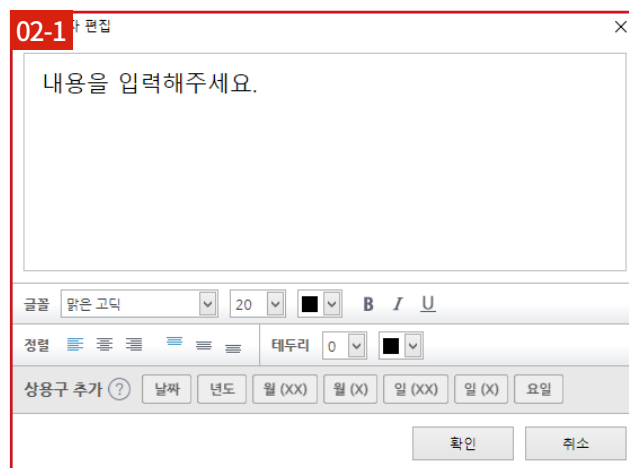 02-1 편집
내용을 입력해주세요.
글꼴 맑은 고딕 20 B I U
정렬 테두리 0
상용구 추가 ? 날짜 년도 월 (XX) 월 (X) 일 (XX) 일 (X) 요일
확인 취소